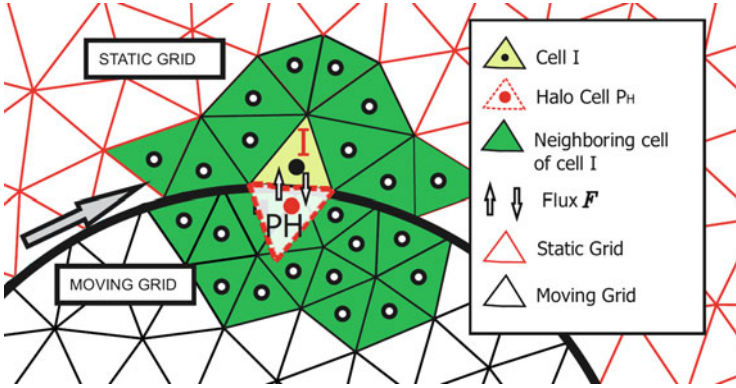 STATIC GRID
I
PH
MOVING GRID
Cell I
Halo Cell PH
Neighboring cell
of cell I
Flux F
Static Grid
Moving Grid